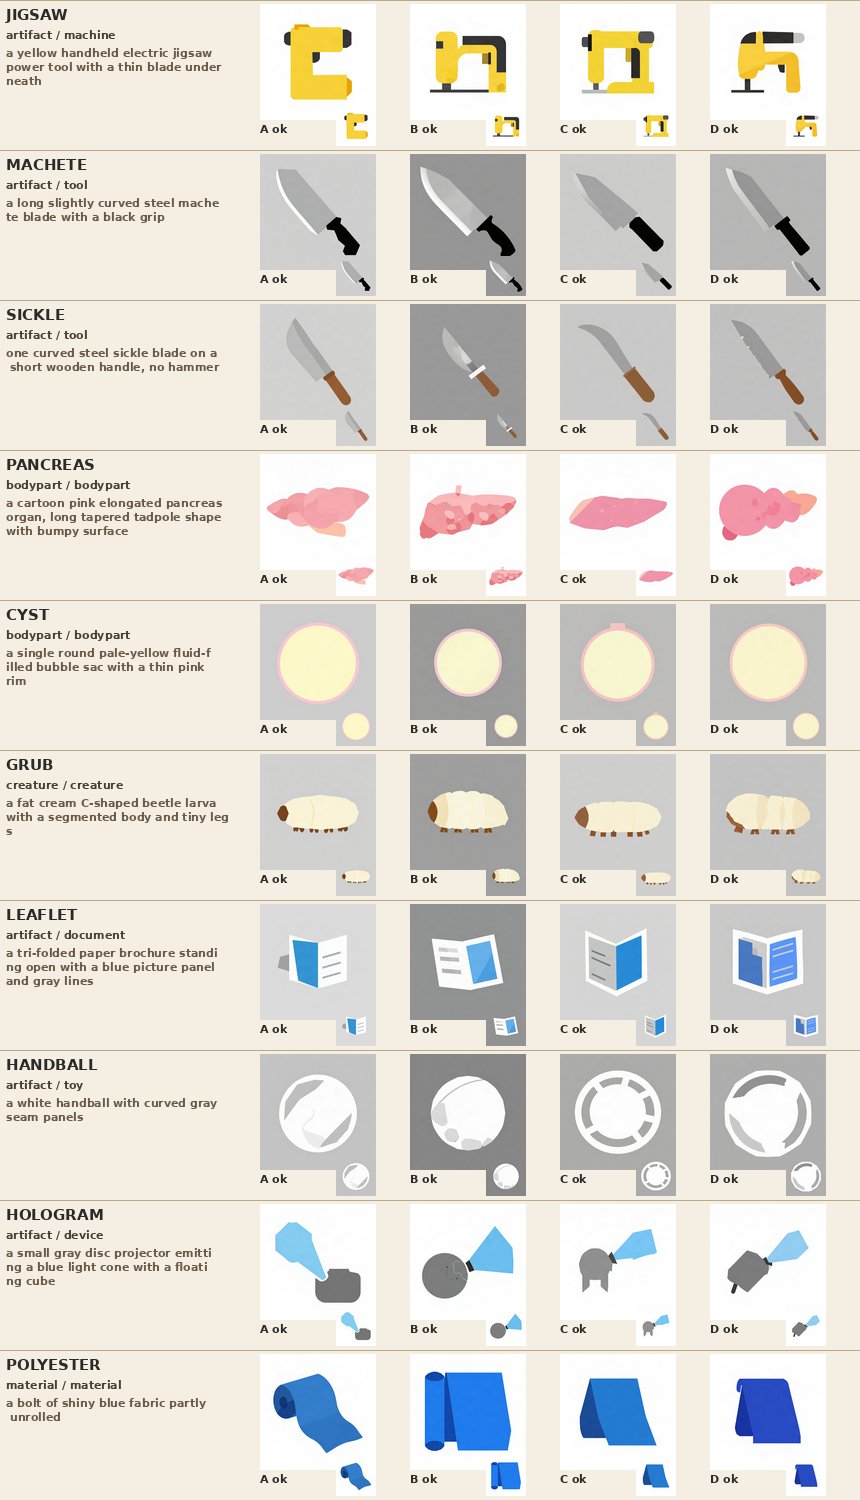 JIGSAW
artifact / machine
a yellow handheld electric jigsaw
power tool with a thin blade under
neath
A ok
B ok
C ok
D ok
MACHETE
artifact / tool
a long slightly curved steel mache
te blade with a black grip
A ok
B ok
C ok
D ok
SICKLE
artifact / tool
one curved steel sickle blade on a
short wooden handle, no hammer
A ok
B ok
C ok
D ok
PANCREAS
bodypart / bodypart
a cartoon pink elongated pancreas
organ, long tapered tadpole shape
with bumpy surface
A ok
B ok
C ok
D ok
CYST
bodypart / bodypart
a single round pale-yellow fluid-f
illed bubble sac with a thin pink
rim
A ok
B ok
C ok
D ok
GRUB
creature / creature
a fat cream C-shaped beetle larva
with a segmented body and tiny leg
s
A ok
B ok
C ok
D ok
LEAFLET
artifact / document
a tri-folded paper brochure standi
ng open with a blue picture panel
and gray lines
A ok
B ok
C ok
D ok
HANDBALL
artifact / toy
a white handball with curved gray
seam panels
A ok
B ok
C ok
D ok
HOLOGRAM
artifact / device
a small gray disc projector emitti
ng a blue light cone with a floati
ng cube
A ok
B ok
C ok
D ok
POLYESTER
material / material
a bolt of shiny blue fabric partly
unrolled
A ok
B ok
C ok
D ok